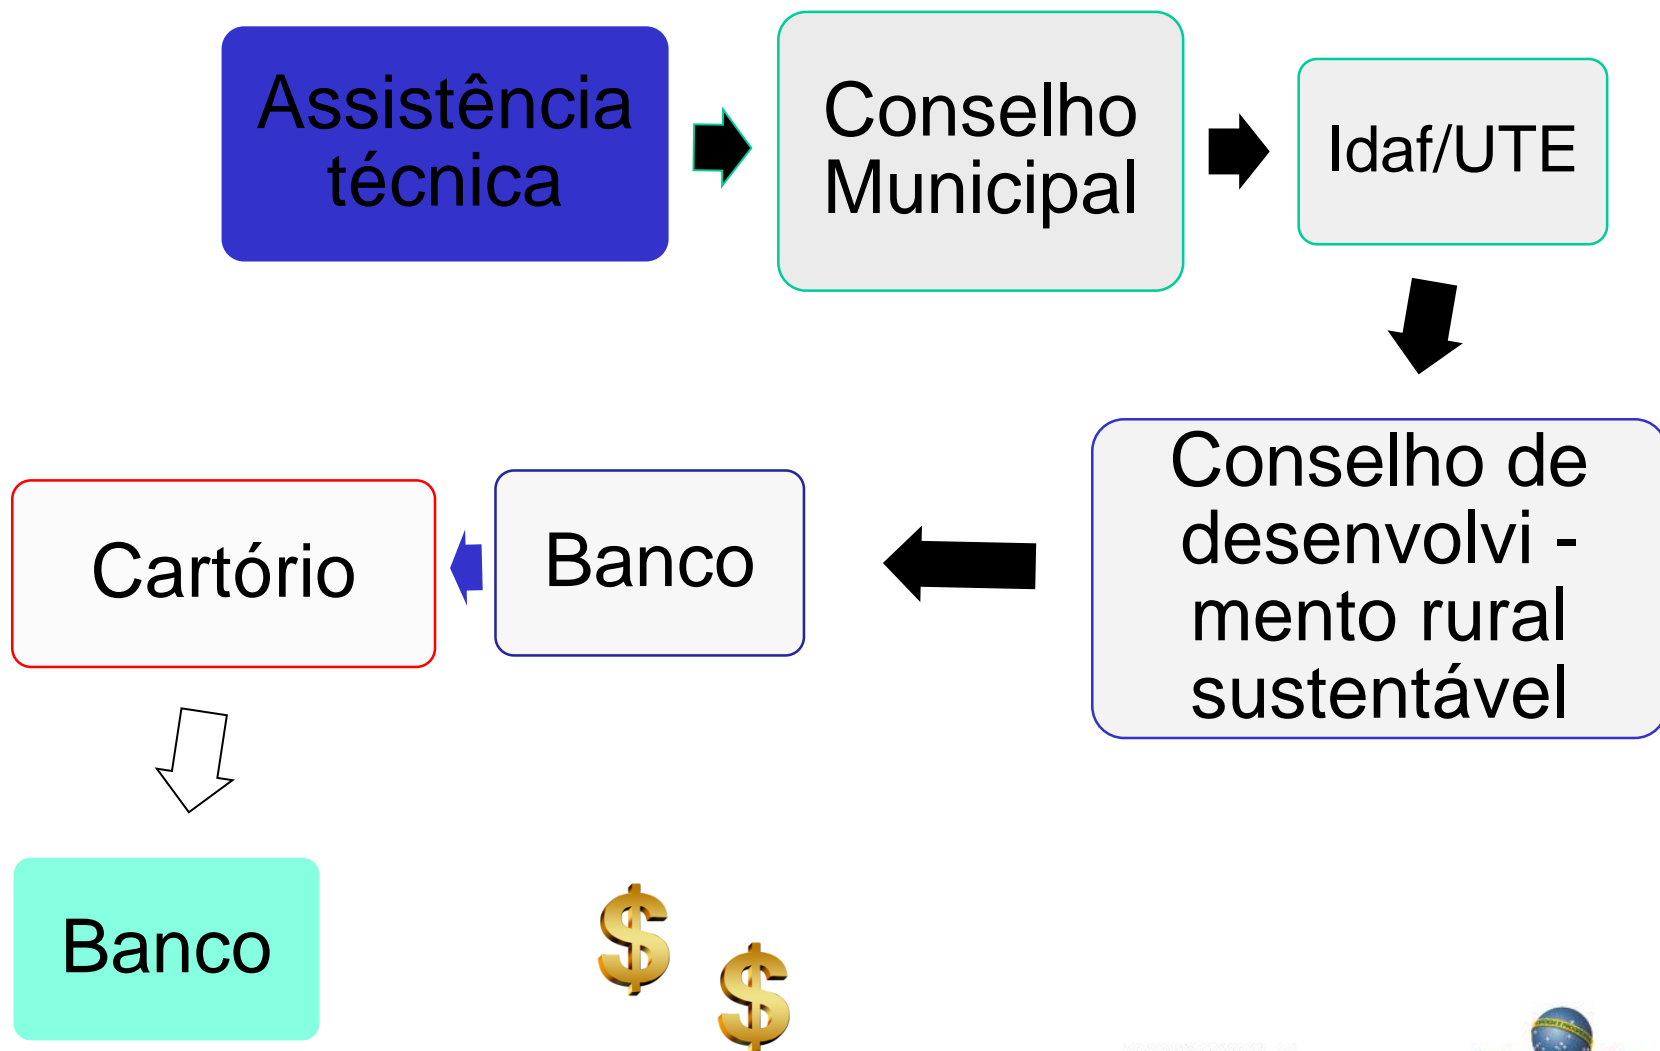 Assistência
técnica
Conselho
Municipal
Idaf/UTE
Conselho de
desenvolvi -
mento rural
sustentável
Banco
Cartório
Banco